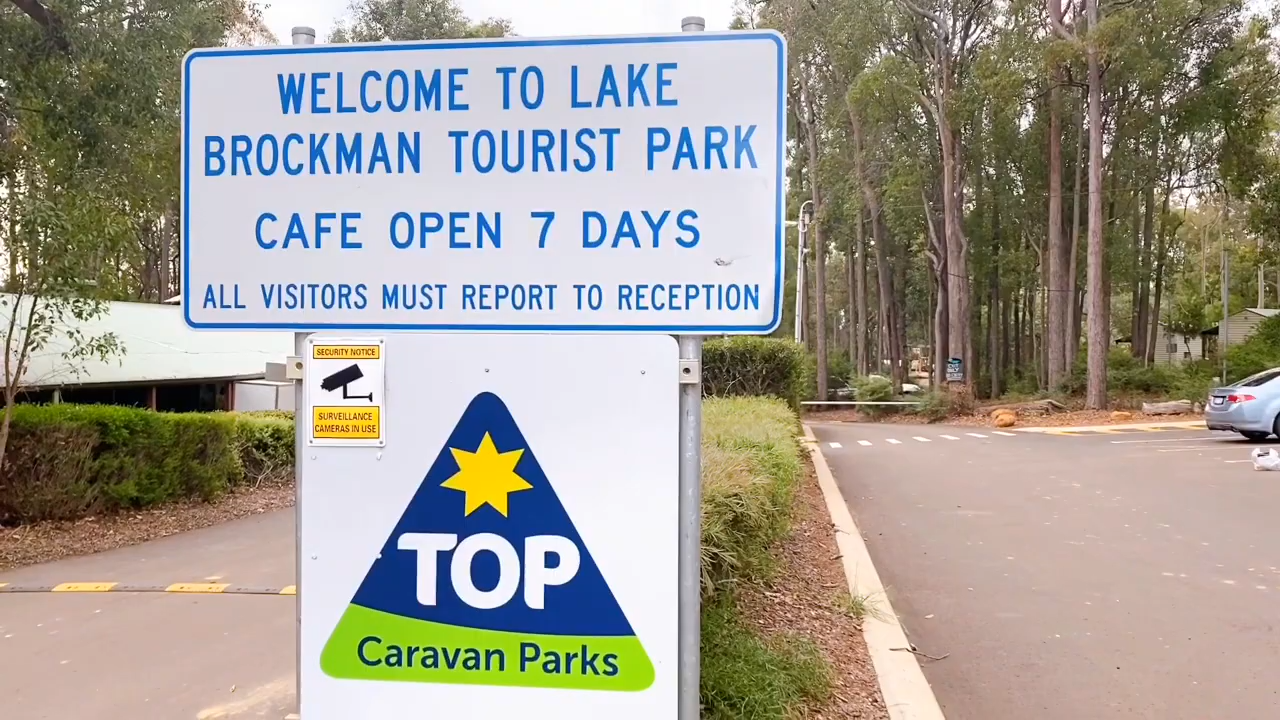 WELCOME TO LAKE
BROCKMAN TOURIST PARK
CAFE OPEN 7 DAYS
ALL VISITORS MUST REPORT TO RECEPTION
SECURITY NOTICE
SURVEILLANCE
CAMERAS IN USE
TOP
Caravan Parks